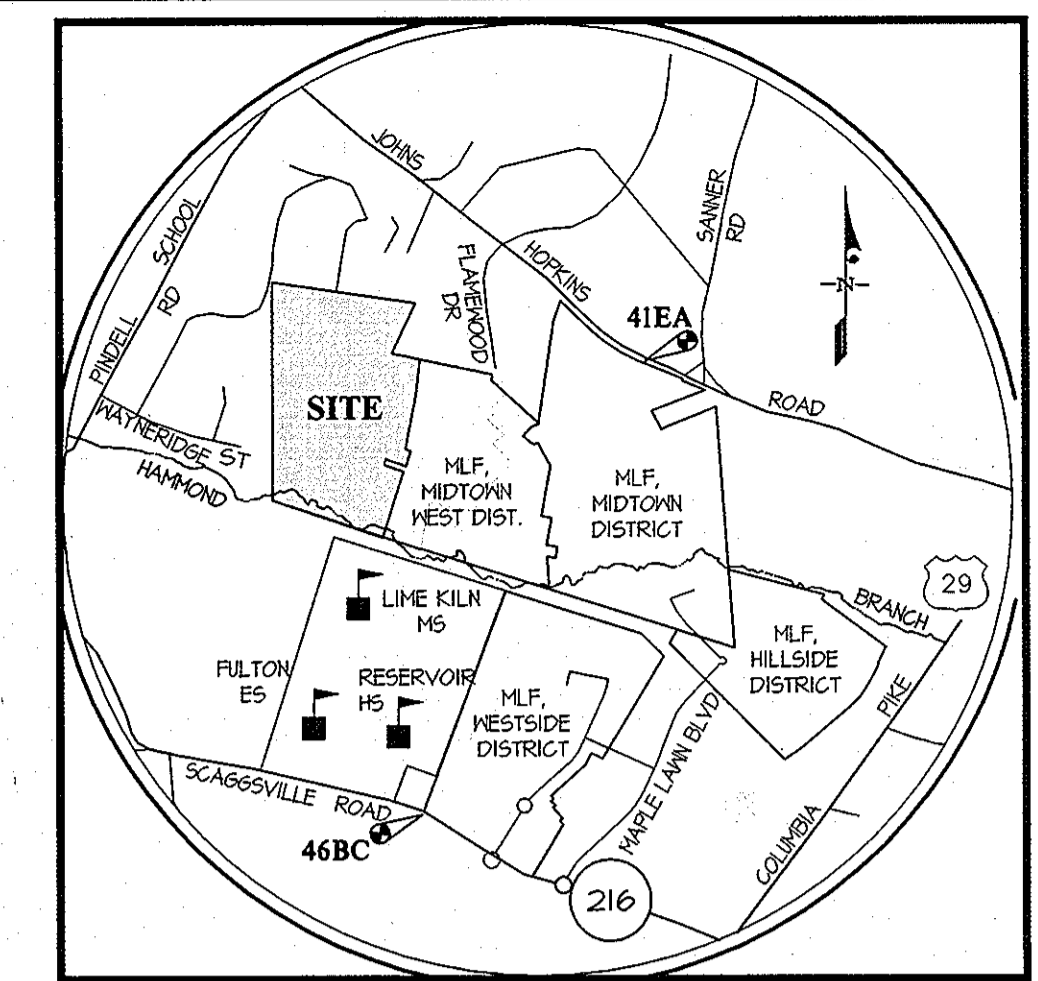 JOHNS
HOPKINS
ROAD
SANNER
RD
PINDELL
SCHOOL
RD
FLAMEWOOD
DR
N
41EA
SITE
WAYNERIDGE ST
HAMMOND
BRANCH
MLF,
MIDTOWN
WEST DIST.
MLF,
MIDTOWN
DISTRICT
29
LIME KILN
MS
FULTON
ES
RESERVOIR
HS
MLF,
WESTSIDE
DISTRICT
MLF,
HILLSIDE
DISTRICT
MAPLE LAWN BLVD
COLUMBIA
PIKE
SCAGGSVILLE ROAD
46BC
216